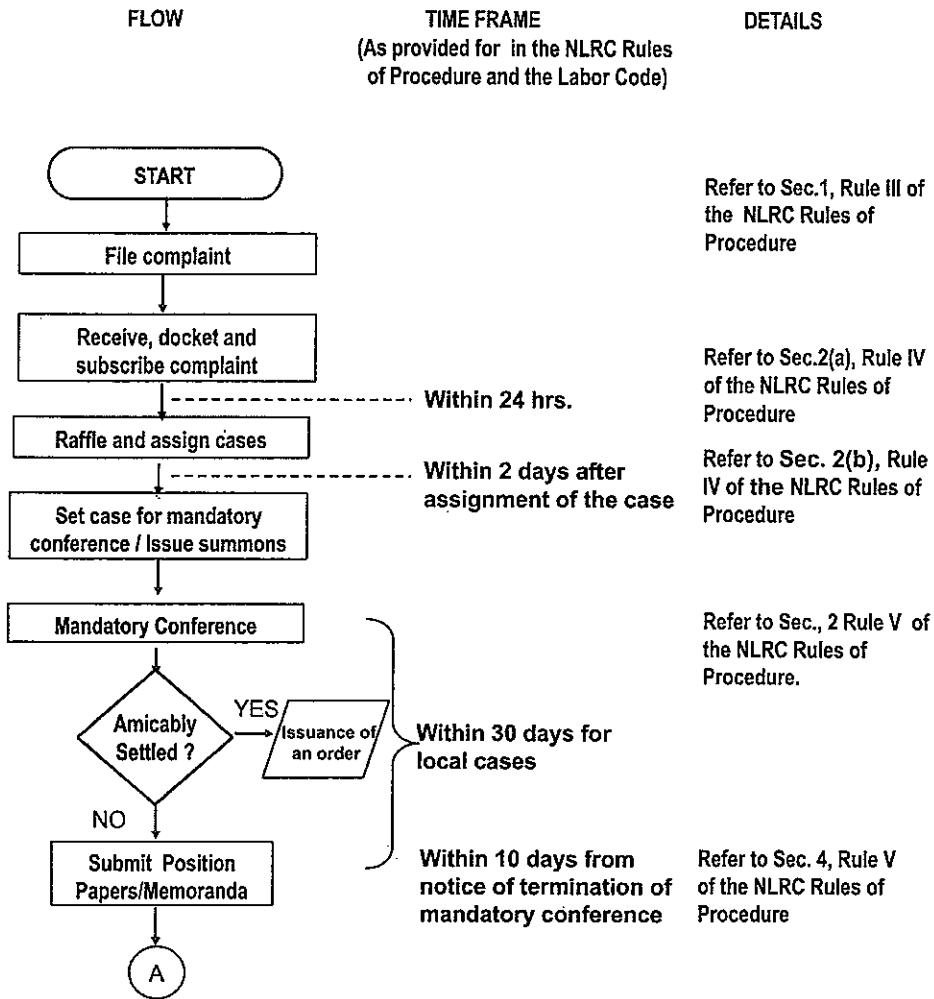 FLOW
TIME FRAME
(As provided for in the NLRC Rules
of Procedure and the Labor Code)
DETAILS
START
Refer to Sec.1, Rule III of
the NLRC Rules of
Procedure
File complaint
Receive, docket and
subscribe complaint
Refer to Sec.2(a), Rule IV
of the NLRC Rules of
Procedure
Within 24 hrs.
Raffle and assign cases
Within 2 days after
assignment of the case
Refer to Sec. 2(b), Rule
IV of the NLRC Rules of
Procedure
Set case for mandatory
conference / Issue summons
Mandatory Conference
Refer to Sec., 2 Rule V of
the NLRC Rules of
Procedure.
Amicably
Settled ?
YES
Issuance of
an order
Within 30 days for
local cases
NO
Submit Position
Papers/Memoranda
Within 10 days from
notice of termination of
mandatory conference
Refer to Sec. 4, Rule V
of the NLRC Rules of
Procedure
A